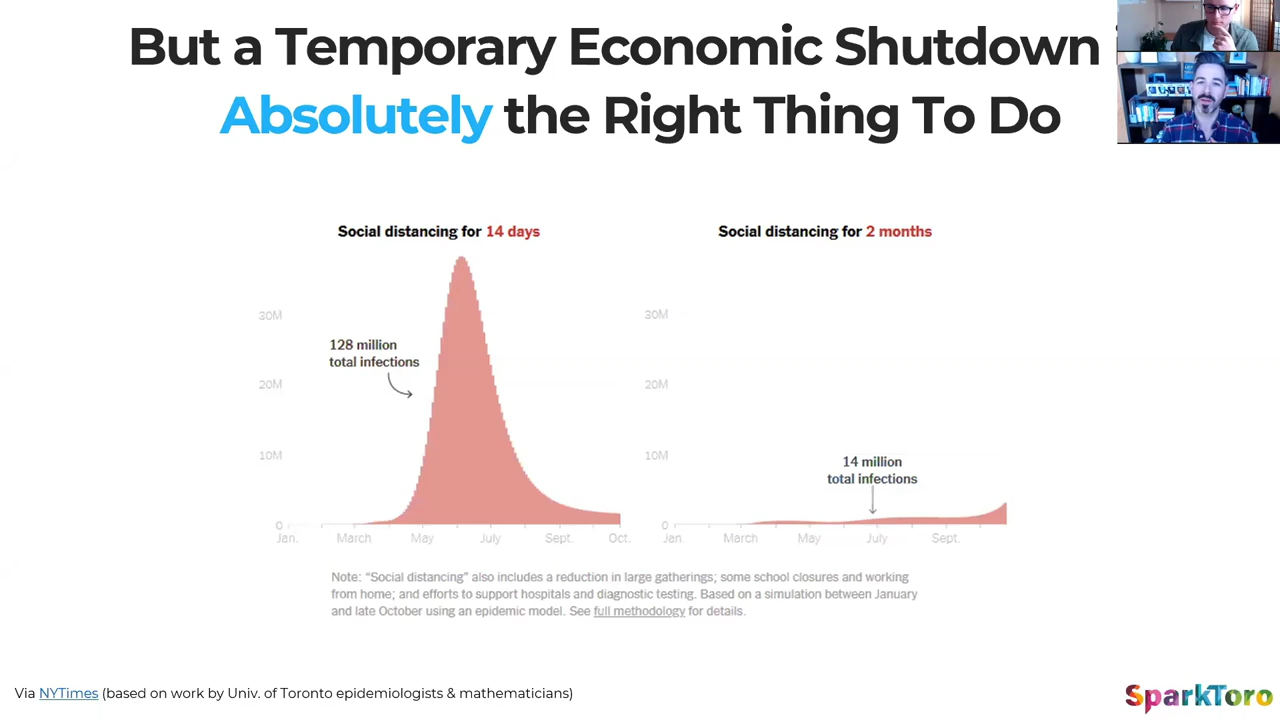 But a Temporary Economic Shutdown
Absolutely the Right Thing To Do
Social distancing for 14 days
Social distancing for 2 months
30M
20M
10M
0
128 million
total infections
Jan.
March
May
July
Sept.
Oct.
30M
20M
10M
0
14 million
total infections
Jan.
March
May
July
Sept.
Note: “Social distancing” also includes a reduction in large gatherings; some school closures and working
from home; and efforts to support hospitals and diagnostic testing. Based on a simulation between January
and late October using an epidemic model. See full methodology for details.
Via NYTimes (based on work by Univ. of Toronto epidemiologists & mathematicians)
SparkToro